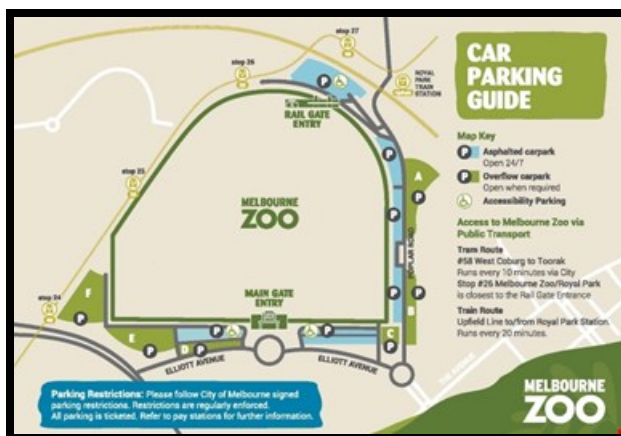 stop 27
stop 26
ROYAL
PARK
TRAIN
STATION
P
RAIL GATE
ENTRY
P
A
P
stop 25
MELBOURNE
ZOO
P
P
POPLAR ROAD
F
stop 24
P
MAIN GATE
ENTRY
P
P
B
P
P
C
E
D
P
P
P
ELLIOTT AVENUE
ELLIOTT AVENUE
THE AVENUE
CAR
PARKING
GUIDE
Map Key
P Asphalted carpark
Open 24/7
P Overflow carpark
Open when required
Accessibility Parking
Access to Melbourne Zoo via
Public Transport
Tram Route
#58 West Coburg to Toorak
Runs every 10 minutes via City
Stop #26 Melbourne Zoo/Royal Park
is closest to the Rail Gate Entrance
Train Route
Upfield Line to/from Royal Park Station.
Runs every 20 minutes.
Parking Restrictions: Please follow City of Melbourne signed
parking restrictions. Restrictions are regularly enforced.
All parking is ticketed. Refer to pay stations for further information.
MELBOURNE
ZOO